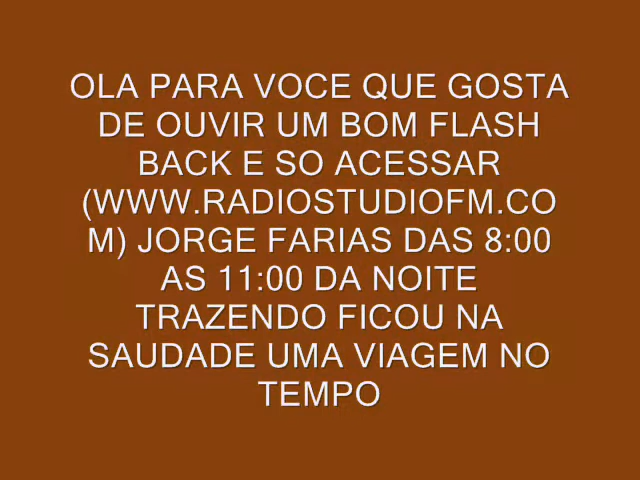 OLA PARA VOCE QUE GOSTA
DE OUVIR UM BOM FLASH
BACK E SO ACESSAR
(WWW.RADIOSTUDIOFM.CO
M) JORGE FARIAS DAS 8:00
AS 11:00 DA NOITE
TRAZENDO FICOU NA
SAUDADE UMA VIAGEM NO
TEMPO